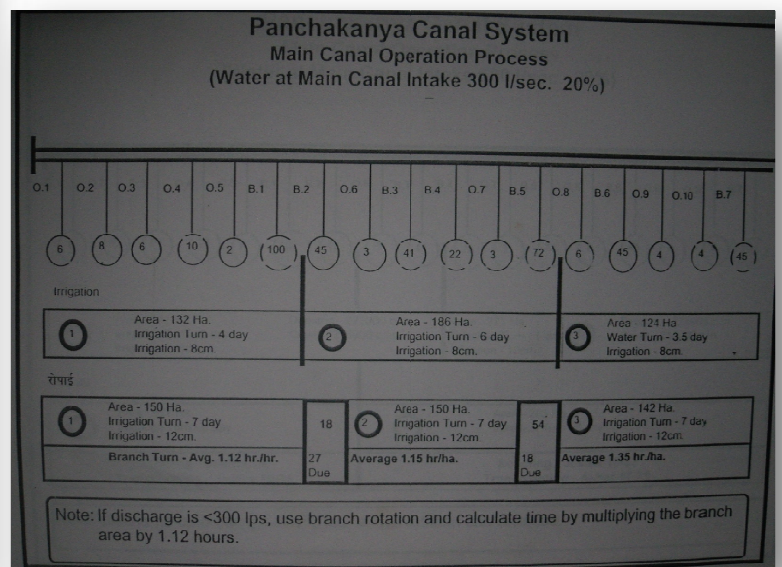 Panchakanya Canal System
Main Canal Operation Process
(Water at Main Canal Intake 300 l/sec. 20%)
O.1 O.2 O.3 O.4 O.5 B.1 B.2 O.6 B.3 B.4 O.7 B.5 O.8 B.6 O.9 O.10 B.7
6 8 6 10 2 100 45 3 41 22 3 72 6 45 4 4 45
Irrigation
1
Area - 132 Ha.
Irrigation Turn - 4 day
Irrigation - 8cm
2
Area - 186 Ha.
Irrigation Turn - 6 day
Irrigation - 8cm.
3
Area - 124 Ha
Water Turn - 3.5 day
Irrigation - 8cm.
रोपाई
1
Area - 150 Ha.
Irrigation Turn - 7 day
Irrigation - 12cm.
18
2
Area - 150 Ha.
Irrigation Turn - 7 day
Irrigation - 12cm.
54
3
Area - 142 Ha.
Irrigation Turn - 7 day
Irrigation - 12cm
Branch Turn - Avg. 1.12 hr./hr.
27
Due
Average 1.15 hr/ha.
18
Due
Average 1.35 hr./ha.
Note: If discharge is <300 lps, use branch rotation and calculate time by multiplying the branch
area by 1.12 hours.